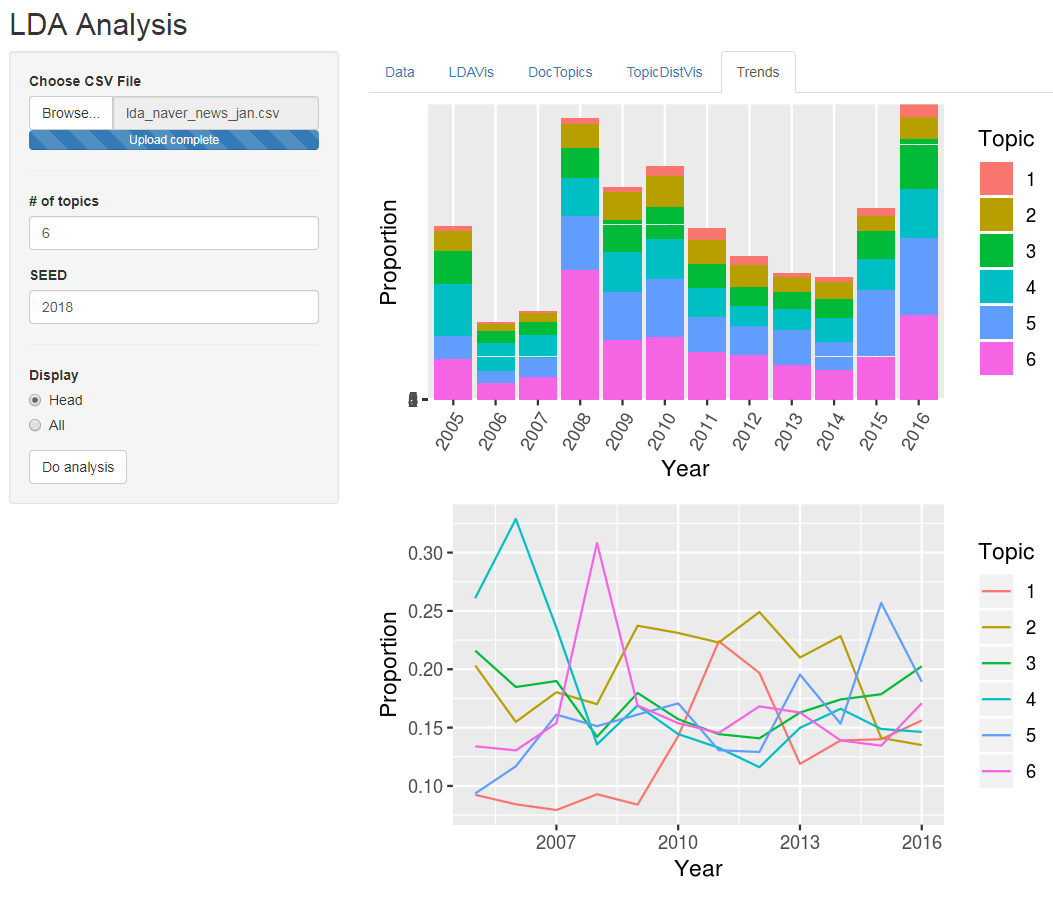 LDA Analysis
Choose CSV File
Browse... lda_naver_news_jan.csv
Upload complete
# of topics
6
SEED
2018
Display
Head
All
Do analysis
Data LDAVis DocTopics TopicDistVis Trends
Proportion
2005 2006 2007 2008 2009 2010 2011 2012 2013 2014 2015 2016
Year
Topic
1
2
3
4
5
6
Proportion
0.30
0.25
0.20
0.15
0.10
2007 2010 2013 2016
Year
Topic
1
2
3
4
5
6